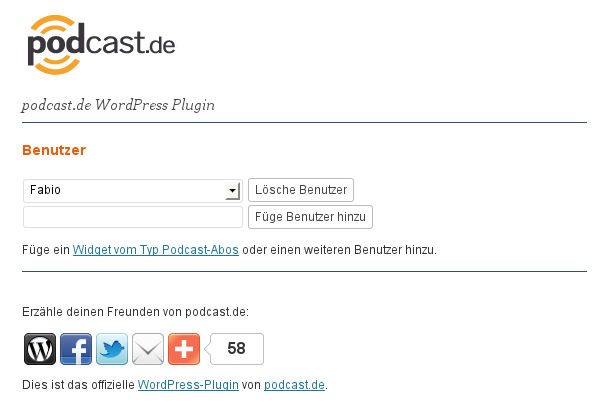 podcast.de
podcast.de WordPress Plugin
Benutzer
Fabio Lösche Benutzer
Füge Benutzer hinzu
Füge ein Widget vom Typ Podcast-Abos oder einen weiteren Benutzer hinzu.
Erzähle deinen Freunden von podcast.de:
58
Dies ist das offizielle WordPress-Plugin von podcast.de.